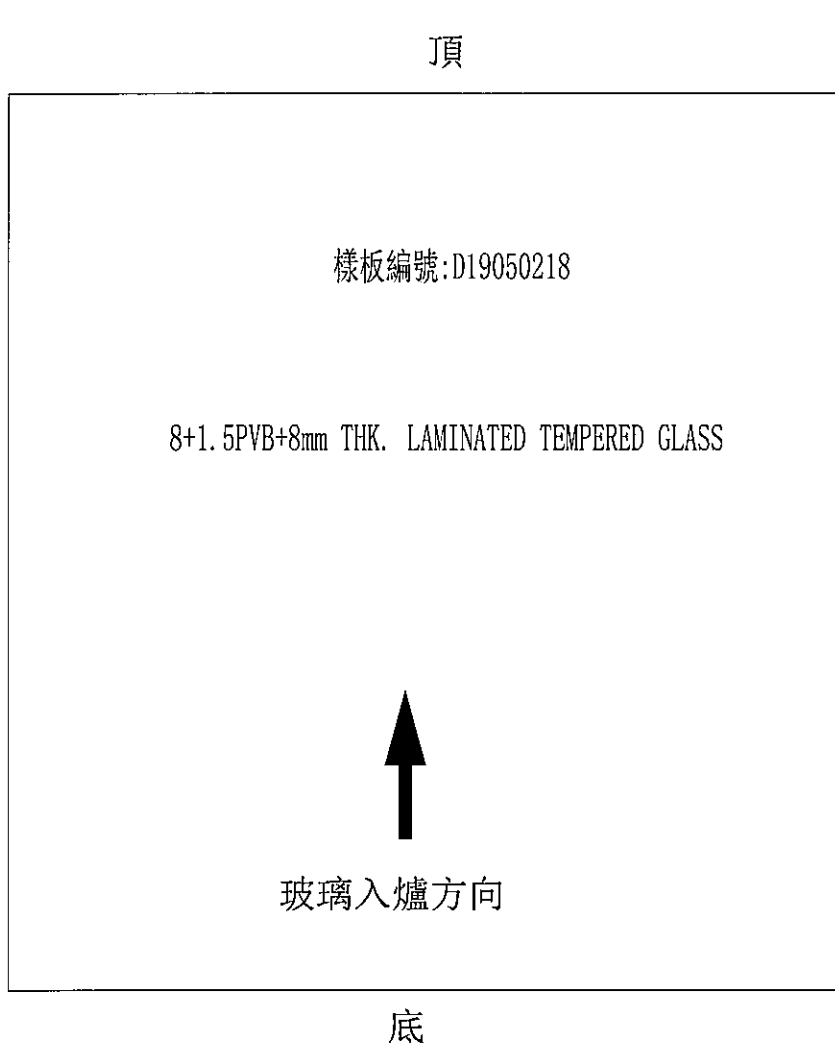 頂
樣板編號:D19050218
8+1.5PVB+8mm THK. LAMINATED TEMPERED GLASS
玻璃入爐方向
底